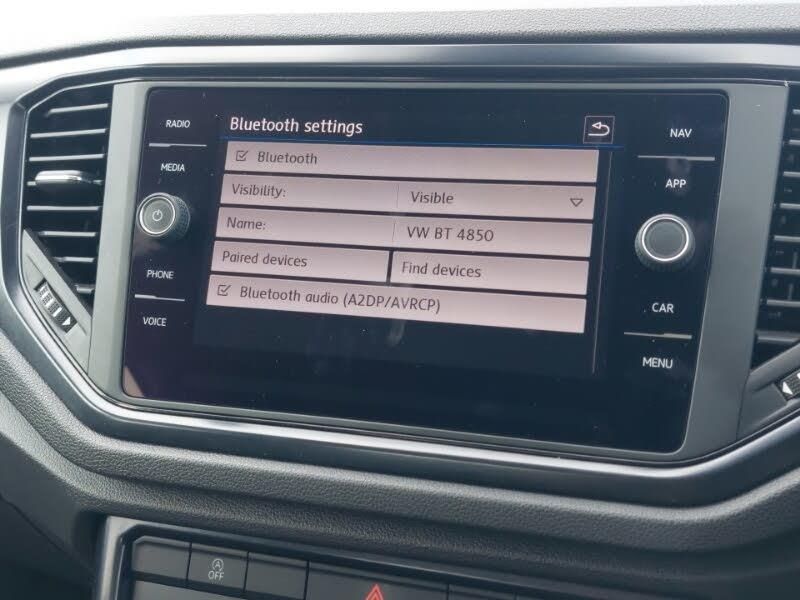 RADIO
MEDIA
PHONE
VOICE
Bluetooth settings
Bluetooth
Visibility: Visible
Name: VW BT 4850
Paired devices Find devices
Bluetooth audio (A2DP/AVRCP)
NAV
APP
CAR
MENU
A
OFF